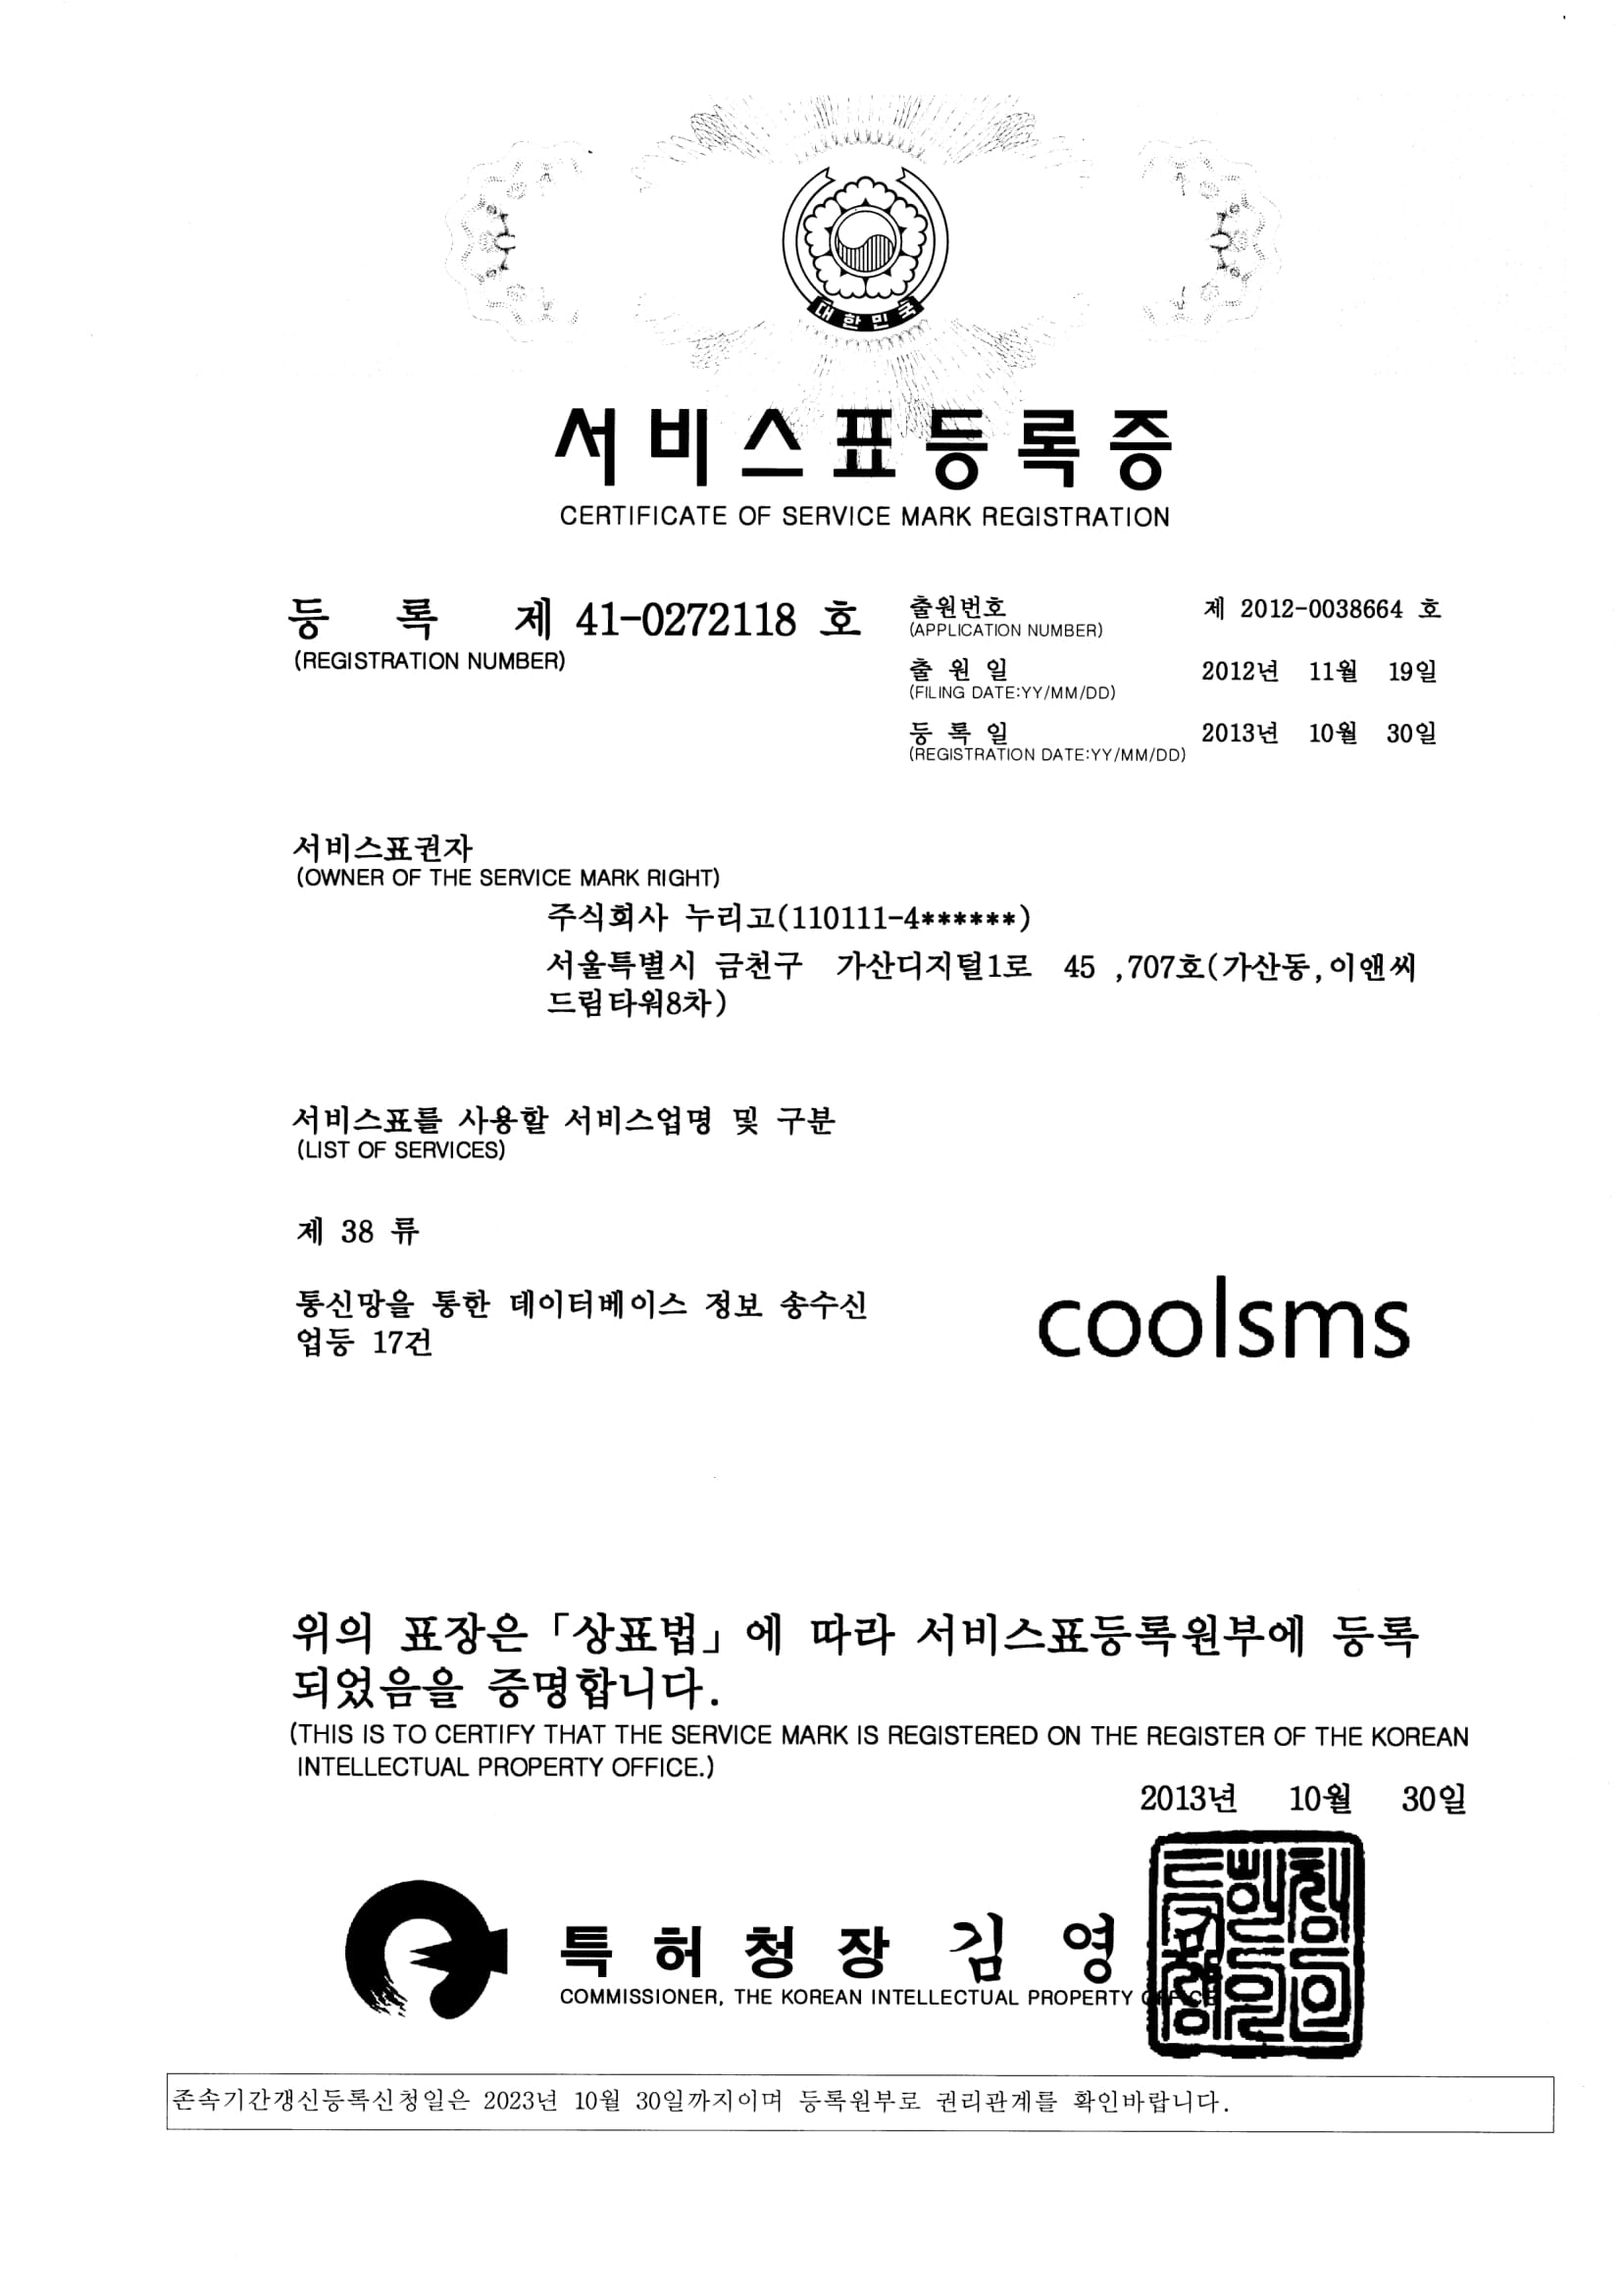 대한민국
서비스표등록증
CERTIFICATE OF SERVICE MARK REGISTRATION
등 록 제 41-0272118 호
(REGISTRATION NUMBER)
출원번호 제 2012-0038664 호
(APPLICATION NUMBER)
출 원 일 2012년 11월 19일
(FILING DATE:YY/MM/DD)
등 록 일 2013년 10월 30일
(REGISTRATION DATE:YY/MM/DD)
서비스표권자
(OWNER OF THE SERVICE MARK RIGHT)
주식회사 누리고(110111-4******)
서울특별시 금천구 가산디지털1로 45 ,707호(가산동,이앤씨
드림타워8차)
서비스표를 사용할 서비스업명 및 구분
(LIST OF SERVICES)
제 38 류
통신망을 통한 데이터베이스 정보 송수신
업등 17건
coolsms
위의 표장은「상표법」에 따라 서비스표등록원부에 등록
되었음을 증명합니다.
(THIS IS TO CERTIFY THAT THE SERVICE MARK IS REGISTERED ON THE REGISTER OF THE KOREAN
INTELLECTUAL PROPERTY OFFICE.)
2013년 10월 30일
특허청장 김 영
COMMISSIONER, THE KOREAN INTELLECTUAL PROPERTY OFFICE
존속기간갱신등록신청일은 2023년 10월 30일까지이며 등록원부로 권리관계를 확인바랍니다.